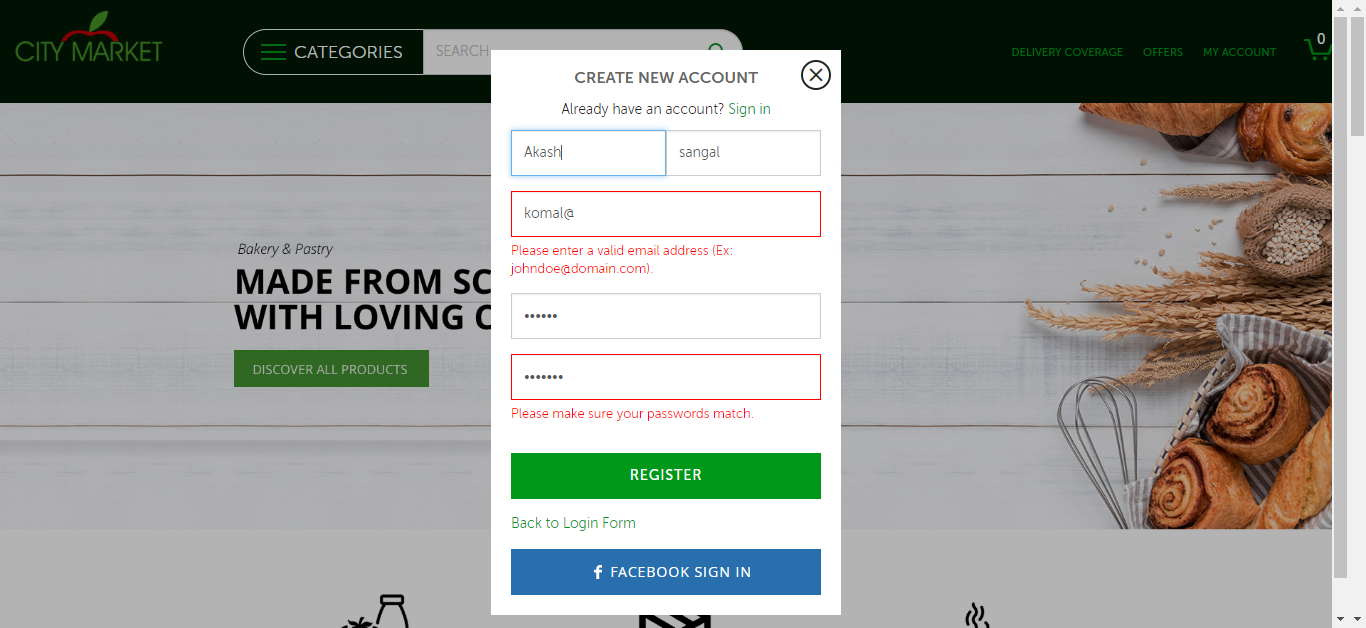 CITY MARKET
CATEGORIES
SEARCH
DELIVERY COVERAGE
OFFERS
MY ACCOUNT
0
CREATE NEW ACCOUNT
Already have an account? Sign in
Akash
sangal
komal@
Please enter a valid email address (Ex:
johndoe@domain.com).
••••••
•••••••
Please make sure your passwords match.
REGISTER
Back to Login Form
FACEBOOK SIGN IN
Bakery & Pastry
MADE FROM SC
WITH LOVING C
DISCOVER ALL PRODUCTS